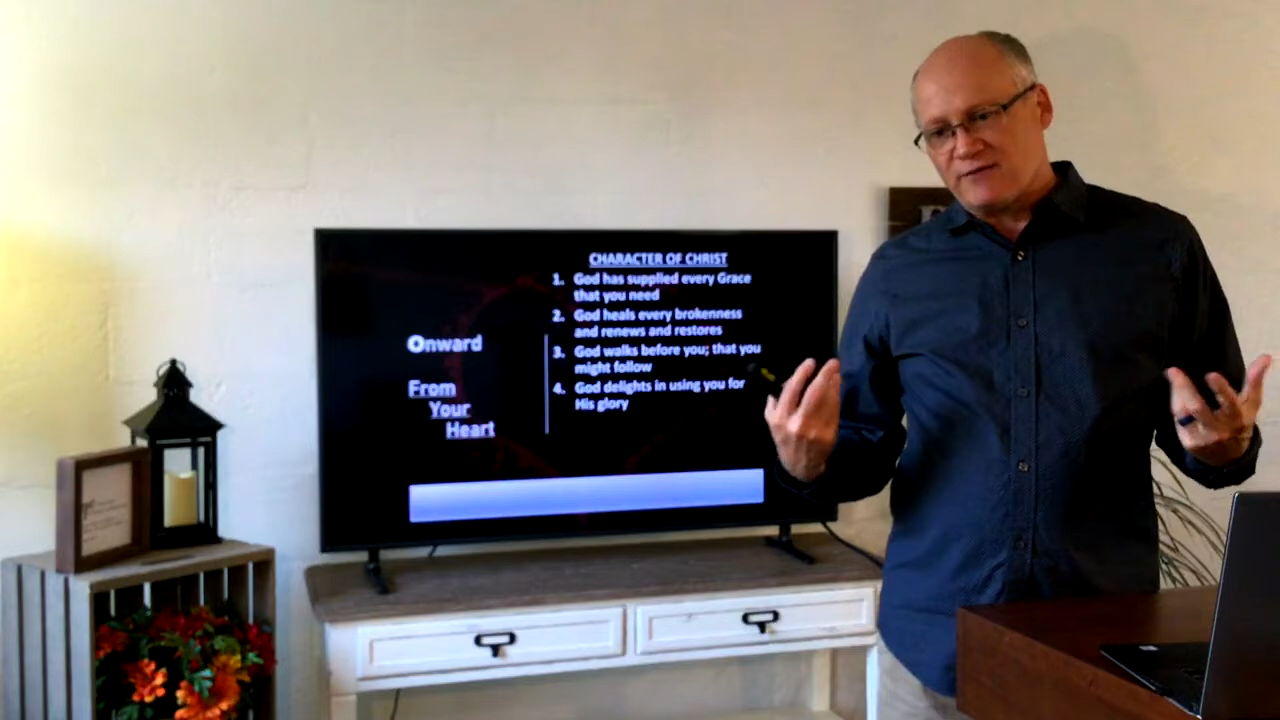 Onward
From
Your
Heart
CHARACTER OF CHRIST
1. God has supplied every Grace
that you need
2. God heals every brokenness
and renews and restores
3. God walks before you; that you
might follow
4. God delights in using you for
His glory